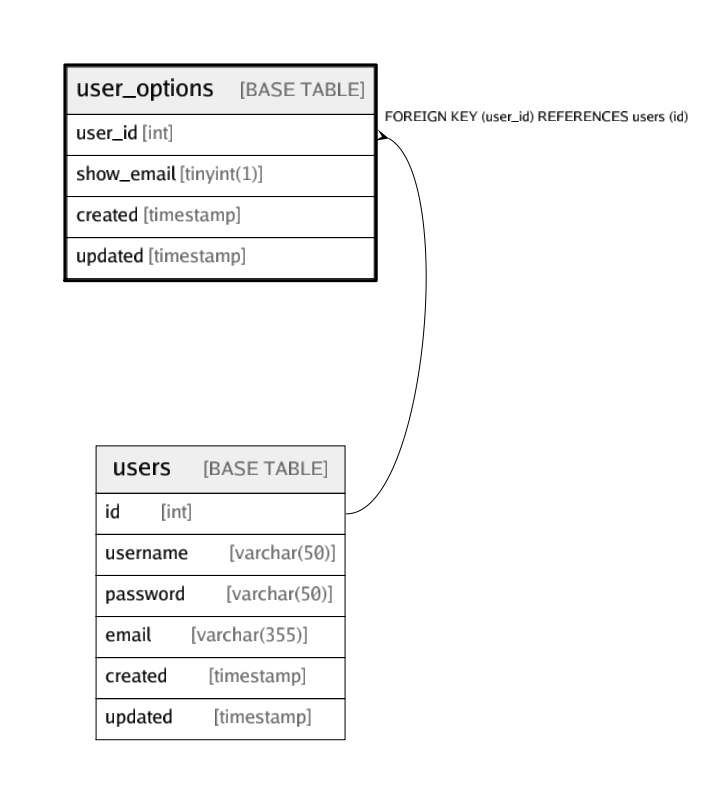 user_options [BASE TABLE]
FOREIGN KEY (user_id) REFERENCES users (id)
user_id [int]
show_email [tinyint(1)]
created [timestamp]
updated [timestamp]
users [BASE TABLE]
id [int]
username [varchar(50)]
password [varchar(50)]
email [varchar(355)]
created [timestamp]
updated [timestamp]